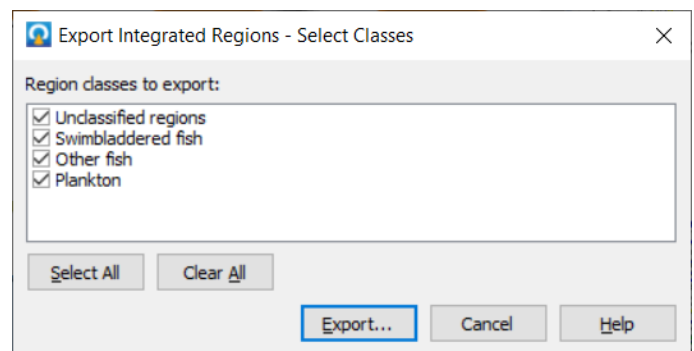 Export Integrated Regions - Select Classes
Region classes to export:
Unclassified regions
Swimbladdered fish
Other fish
Plankton
Select All Clear All
Export... Cancel Help